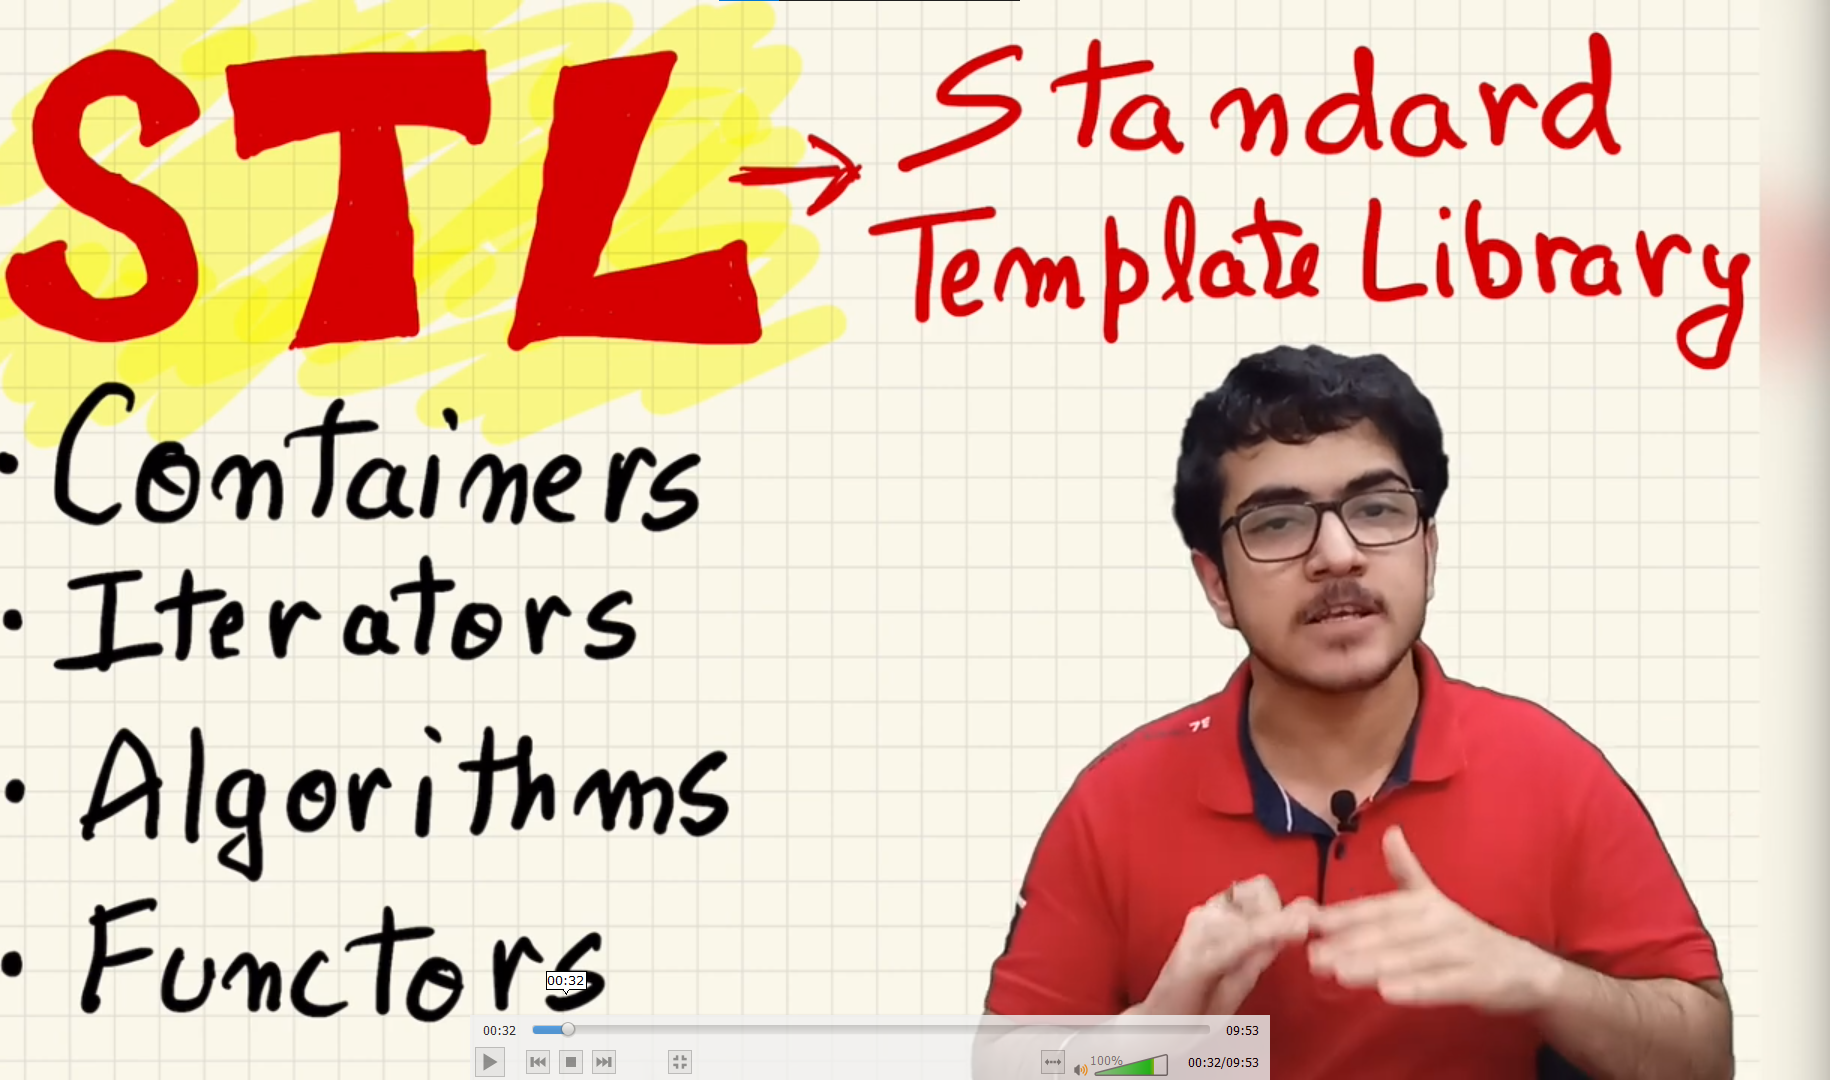 STL → Standard
Template Library
• Containers
• Iterators
• Algorithms
• Functors
7E
00:32
00:32
09:53
100%
00:32/09:53